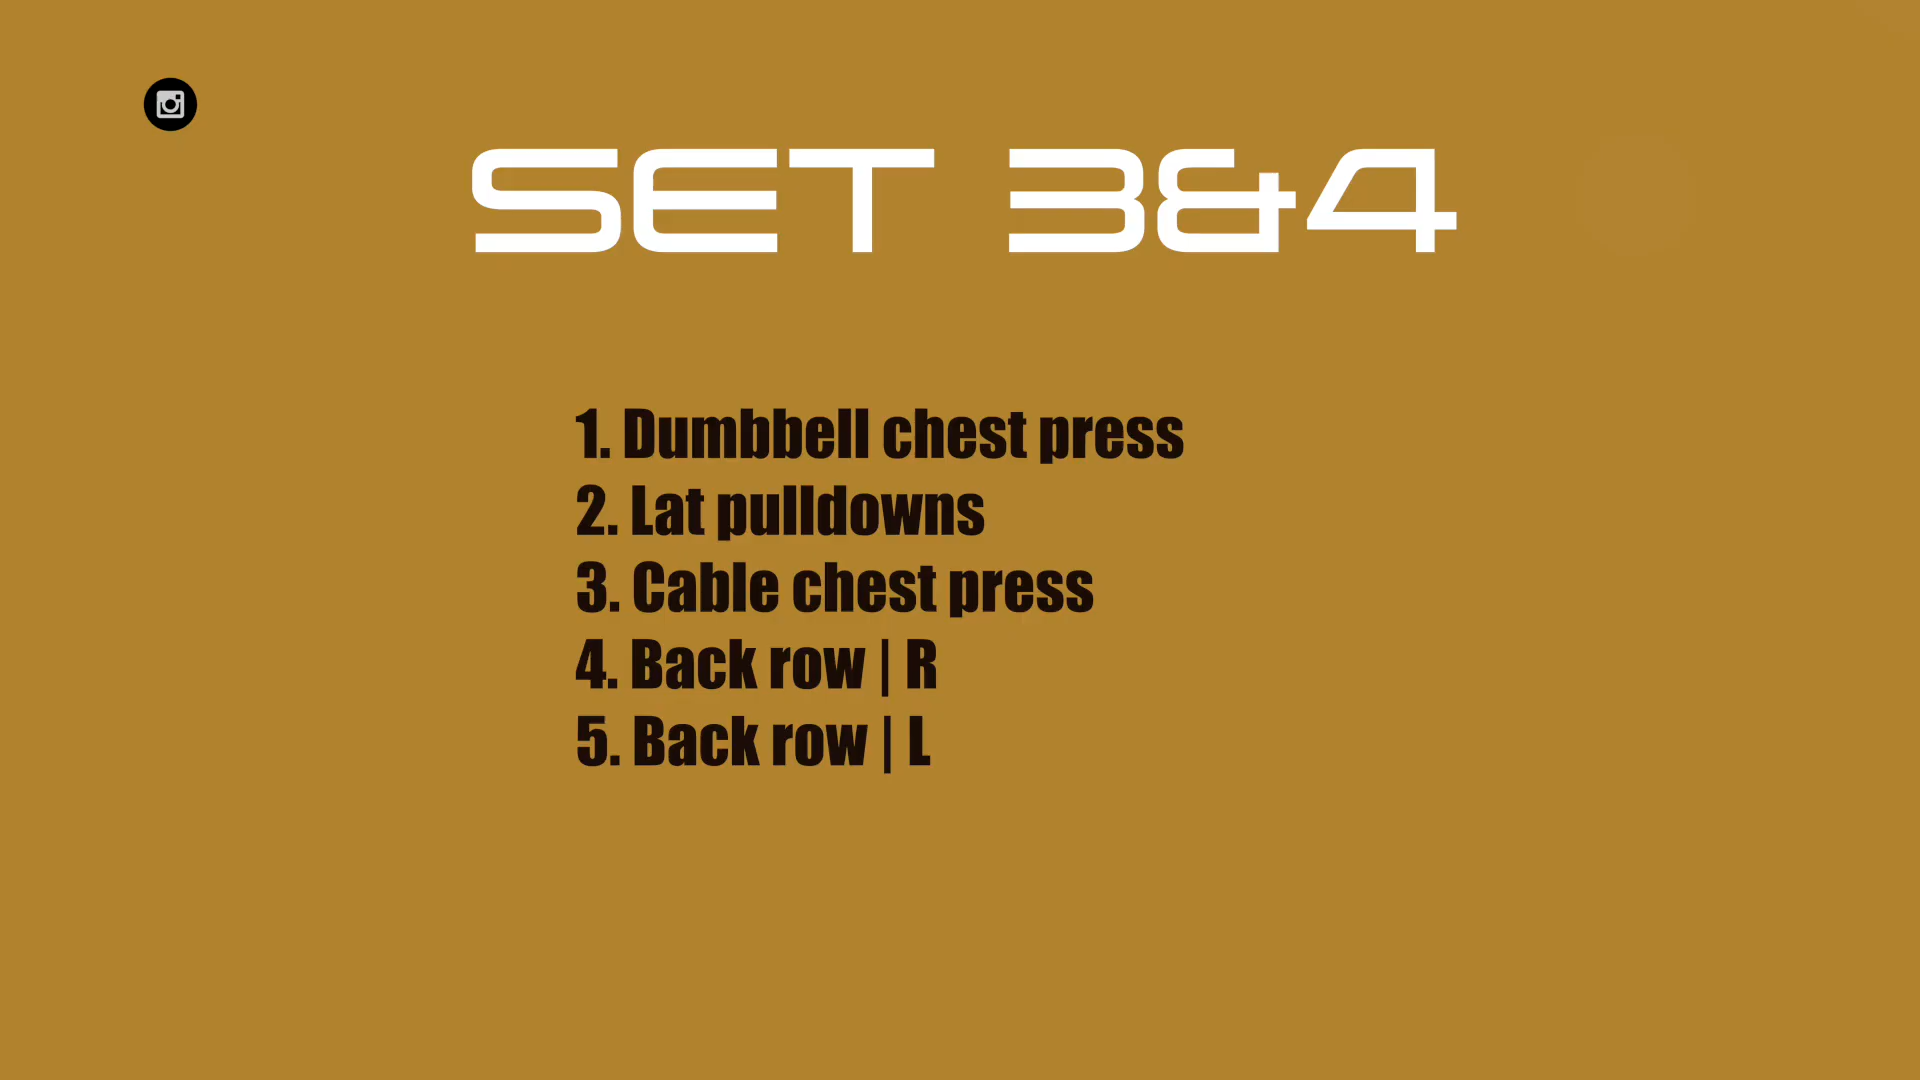 SET 3&4
1. Dumbbell chest press
2. Lat pulldowns
3. Cable chest press
4. Back row | R
5. Back row | L